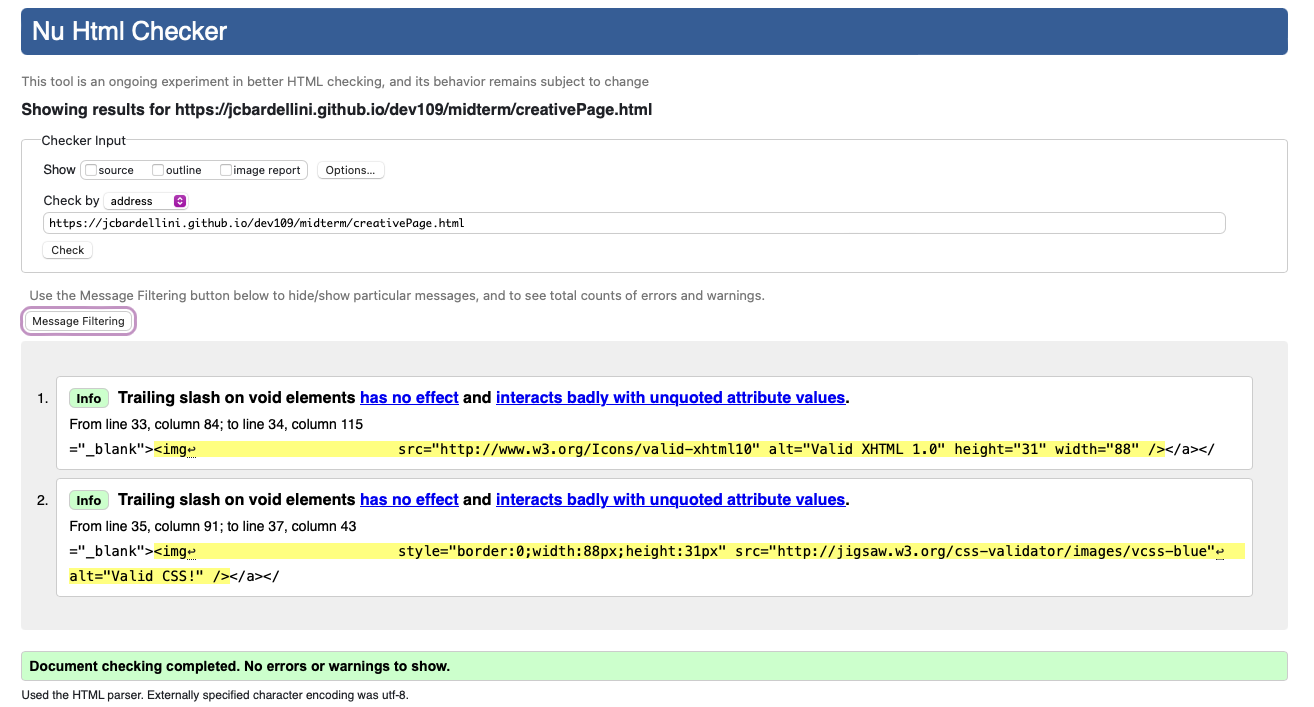 Nu Html Checker
This tool is an ongoing experiment in better HTML checking, and its behavior remains subject to change
Showing results for https://jcbardellini.github.io/dev109/midterm/creativePage.html
Checker Input
Show source outline image report Options...
Check by address
https://jcbardellini.github.io/dev109/midterm/creativePage.html
Check
Use the Message Filtering button below to hide/show particular messages, and to see total counts of errors and warnings.
Message Filtering
1. Info Trailing slash on void elements has no effect and interacts badly with unquoted attribute values.
From line 33, column 84; to line 34, column 115
="_blank"><img↩ src="http://www.w3.org/Icons/valid-xhtml10" alt="Valid XHTML 1.0" height="31" width="88" /></a></
2. Info Trailing slash on void elements has no effect and interacts badly with unquoted attribute values.
From line 35, column 91; to line 37, column 43
="_blank"><img↩ style="border:0;width:88px;height:31px" src="http://jigsaw.w3.org/css-validator/images/vcss-blue"↩
alt="Valid CSS!" /></a></
Document checking completed. No errors or warnings to show.
Used the HTML parser. Externally specified character encoding was utf-8.